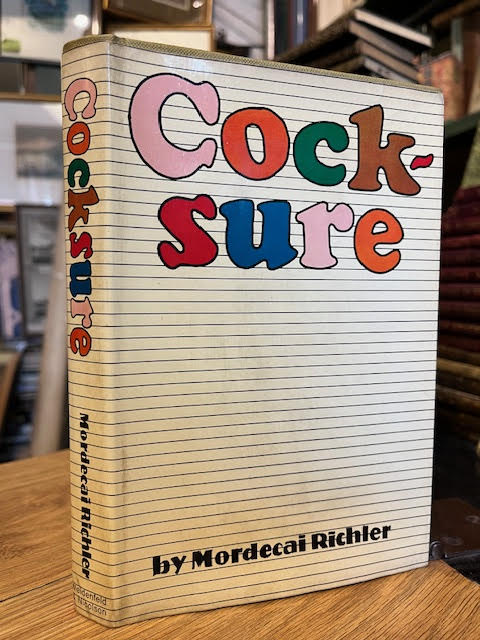 Cock-
sure
by Mordecai Richler
Cocksure
Mordecai Richler
Weidenfeld
Nicolson